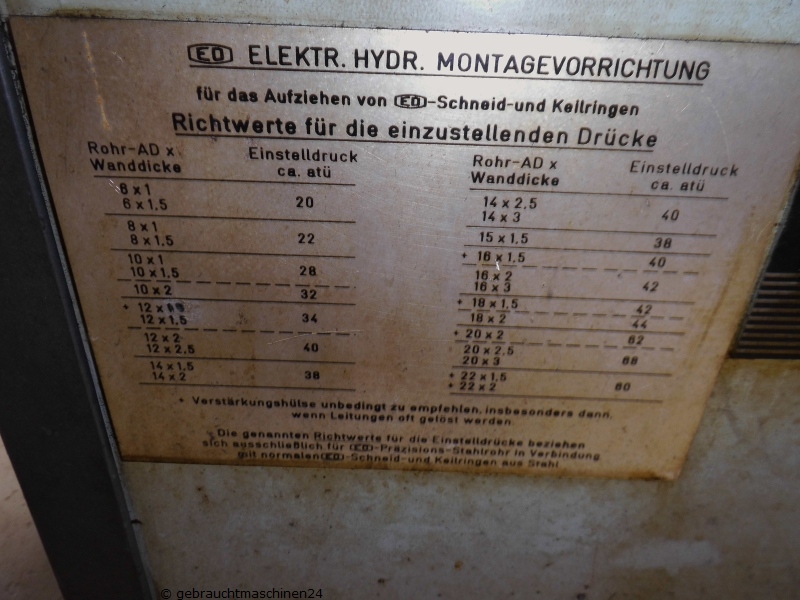 EO ELEKTR. HYDR. MONTAGEVORRICHTUNG
für das Aufziehen von EO-Schneid-und Keilringen
Richtwerte für die einzustellenden Drücke
Rohr-AD x Wanddicke
Einstelldruck ca. atü
6 x 1
6 x 1,5
20
8 x 1
8 x 1,5
22
10 x 1
10 x 1,5
28
10 x 2
32
+ 12 x
12 x 1,5
34
12 x 2
12 x 2,5
40
14 x 1,5
14 x 2
38
Rohr-AD x Wanddicke
Einstelldruck ca. atü
14 x 2,5
14 x 3
40
15 x 1,5
38
+ 16 x 1,5
40
16 x 2
16 x 3
42
+ 18 x 1,5
42
18 x 2
44
+ 20 x 2
62
20 x 2,5
20 x 3
68
+ 22 x 1,5
+ 22 x 2
60
+ Verstärkungshülse unbedingt zu empfehlen, insbesonders dann,
wenn Leitungen oft gelöst werden.
Die genannten Richtwerte für die Einstelldrücke beziehen
sich ausschließlich für EO-Präzisions-Stahlrohr in Verbindung
mit normalen EO-Schneid-und Keilringen aus Stahl
© gebrauchtmaschinen24